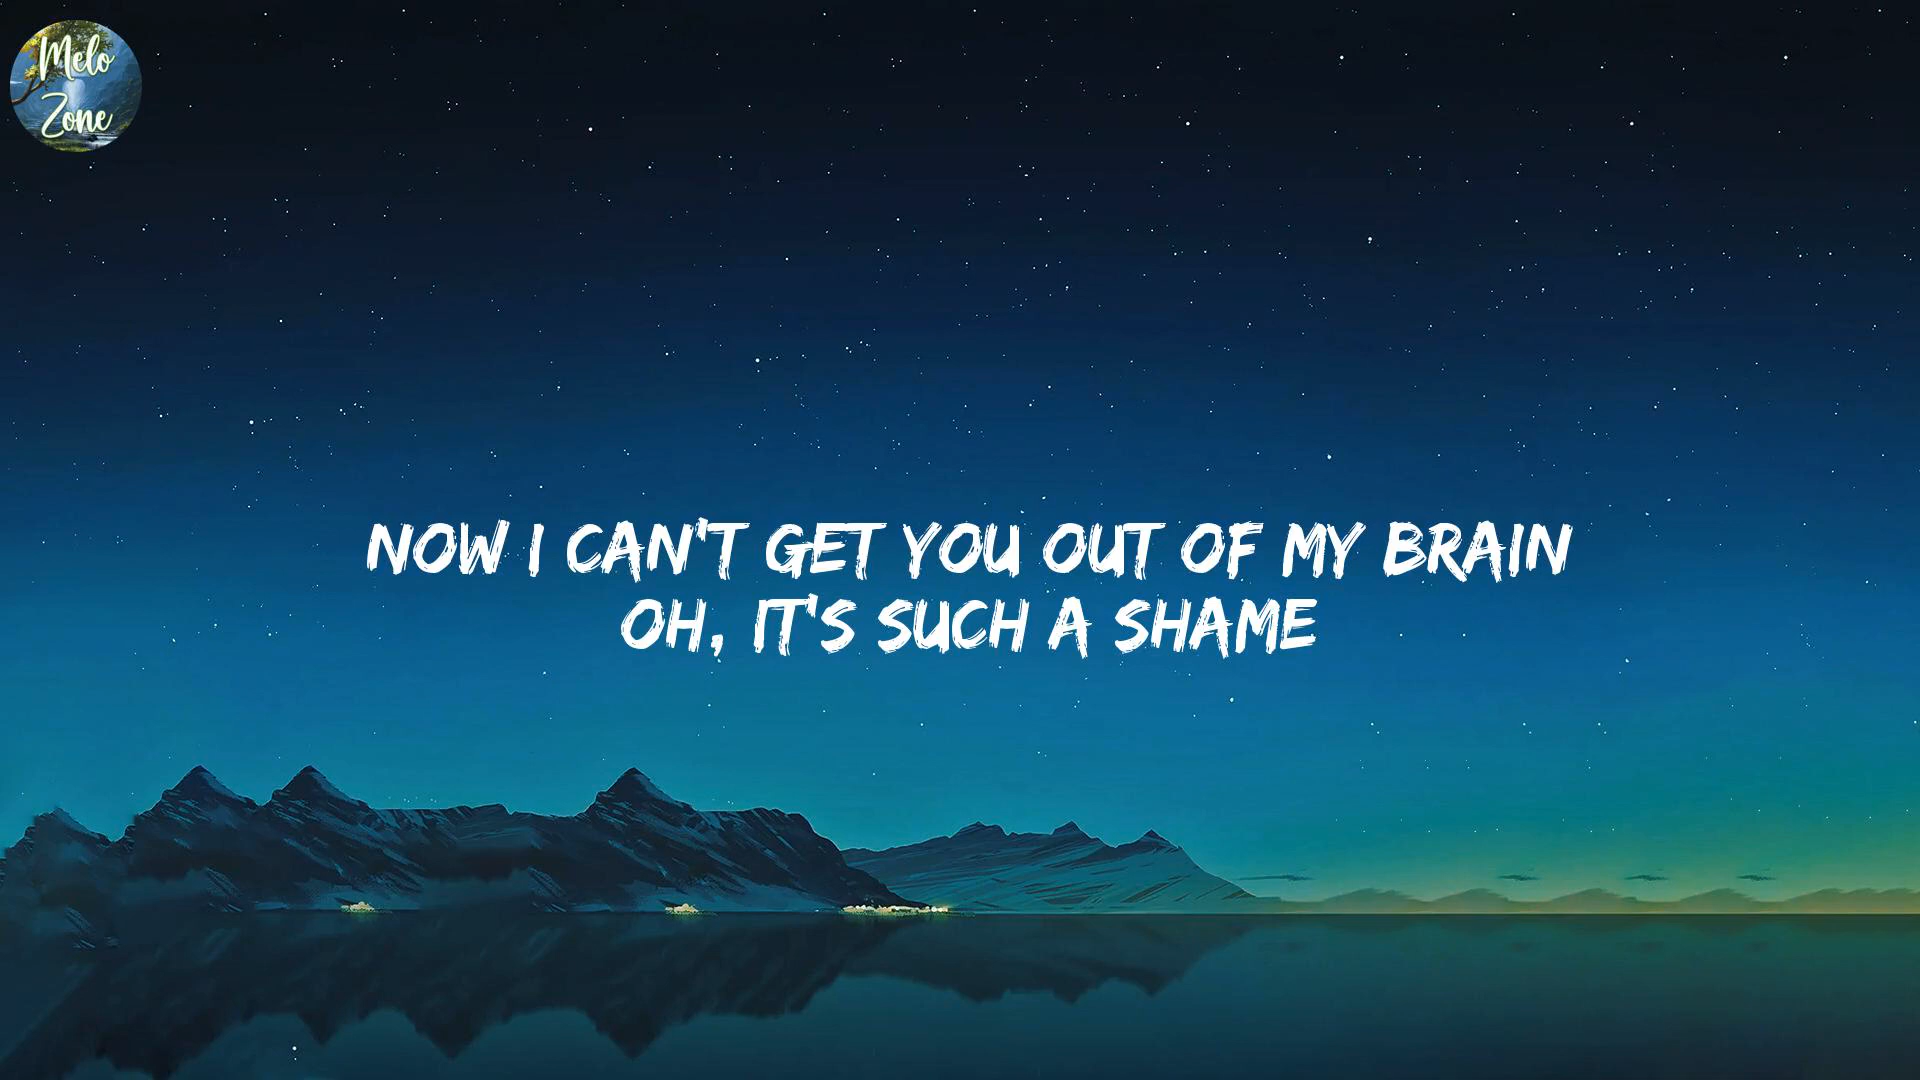 Melo
Zone
NOW I CAN'T GET YOU OUT OF MY BRAIN
OH, IT'S SUCH A SHAME